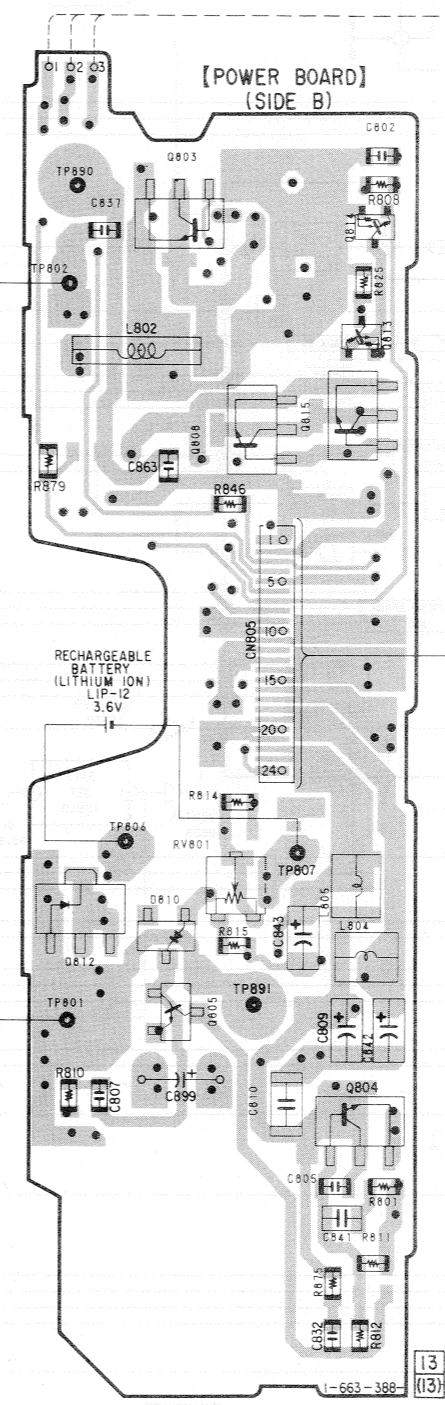 1 2 3
【POWER BOARD】
(SIDE B)
C802
Q803
TP890
R808
C837
Q814
TP802
R825
L802
Q813
Q808
Q815
C863
R879
R846
1
5
CN805
10
RECHARGEABLE
BATTERY
(LITHIUM ION)
LIP-12
3.6V
15
20
24
R814
TP806
RV801
TP807
L805
D810
L804
R815
C843
Q812
TP891
Q805
TP801
C809
C842
R810
C807
C899
C810
Q804
C805
R801
C841
R811
R875
C832
R812
13
1-663-388-
(13)